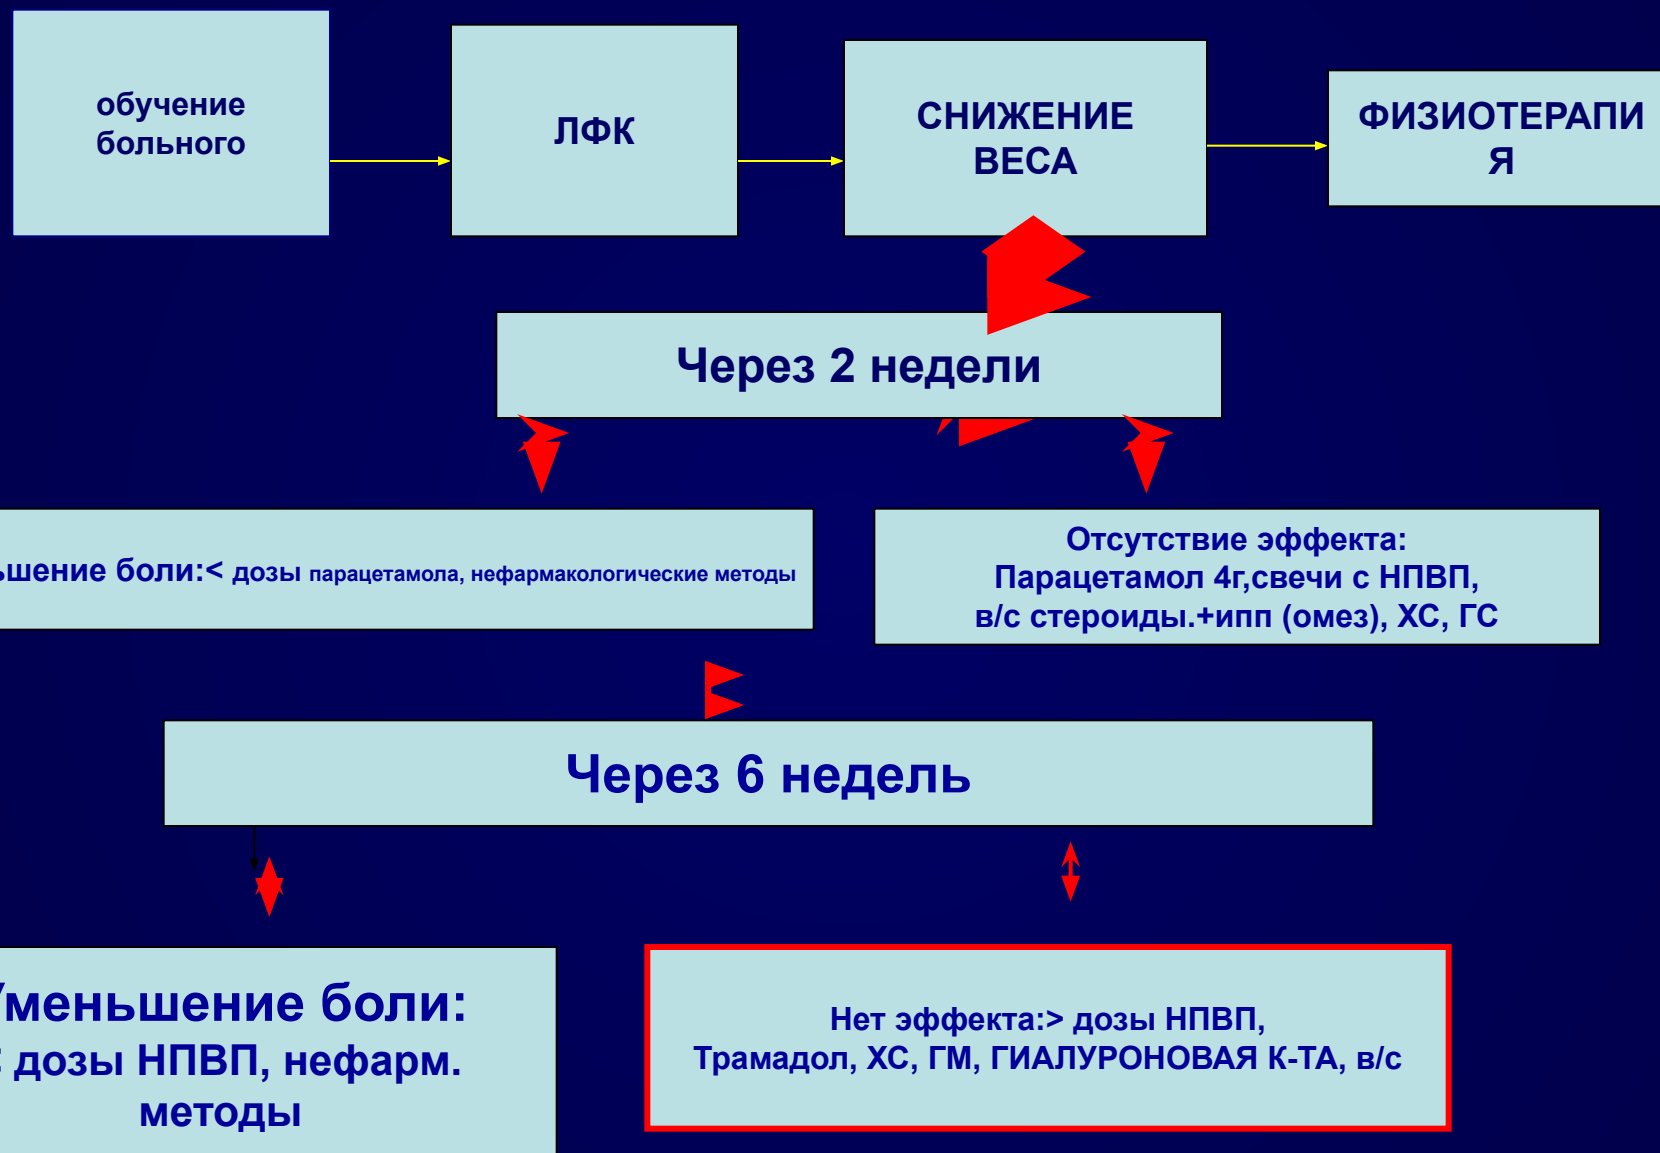 обучение
больного
ЛФК
СНИЖЕНИЕ
ВЕСА
ФИЗИОТЕРАПИ
Я
Через 2 недели
ьшение боли:< дозы парацетамола, нефармакологические методы
Отсутствие эффекта:
Парацетамол 4г,свечи с НПВП,
в/с стероиды.+ипп (омез), ХС, ГС
Через 6 недель
Уменьшение боли:
< дозы НПВП, нефарм.
методы
Нет эффекта:> дозы НПВП,
Трамадол, ХС, ГМ, ГИАЛУРОНОВАЯ К-ТА, в/с